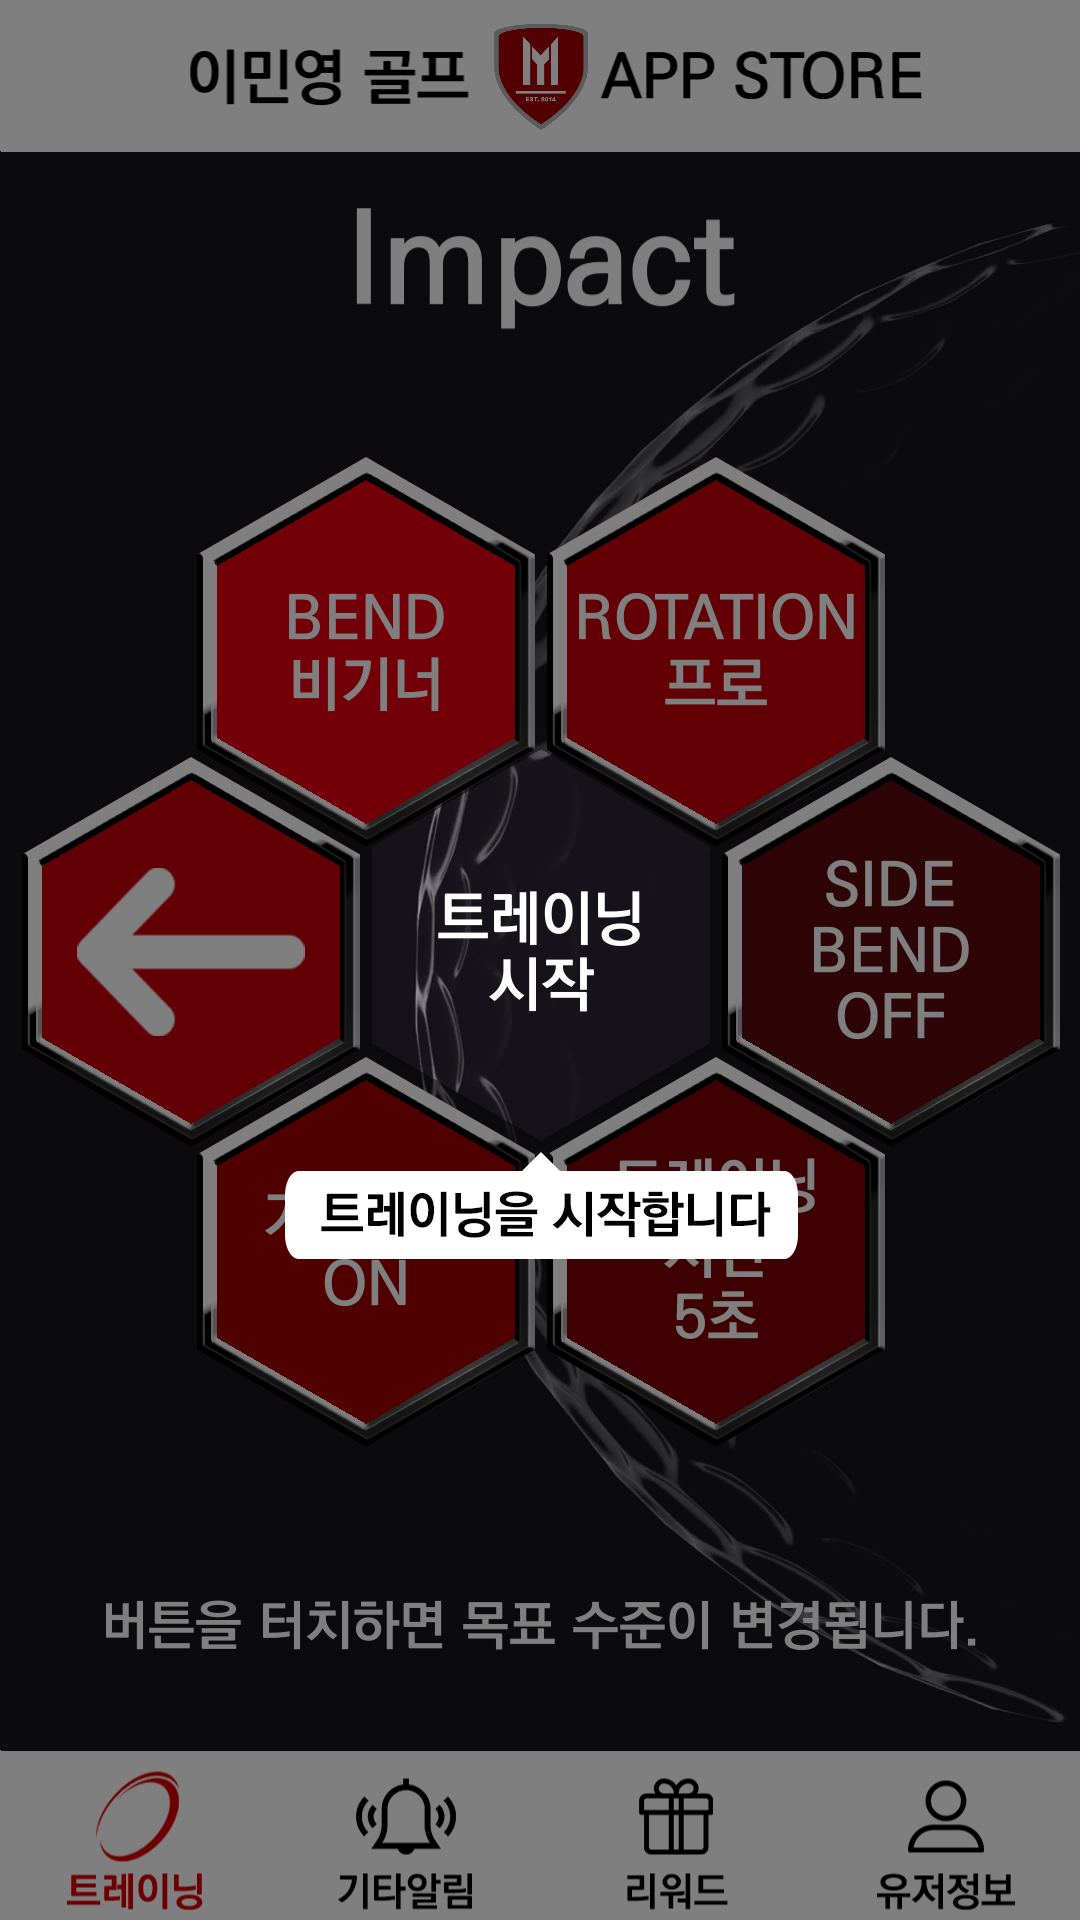 이민영 골프 APP STORE
EST. 2014
Impact
BEND
비기너
ROTATION
프로
SIDE
BEND
OFF
트레이닝
시작
트레이닝을 시작합니다
ON
5초
버튼을 터치하면 목표 수준이 변경됩니다.
트레이닝
기타알림
리워드
유저정보